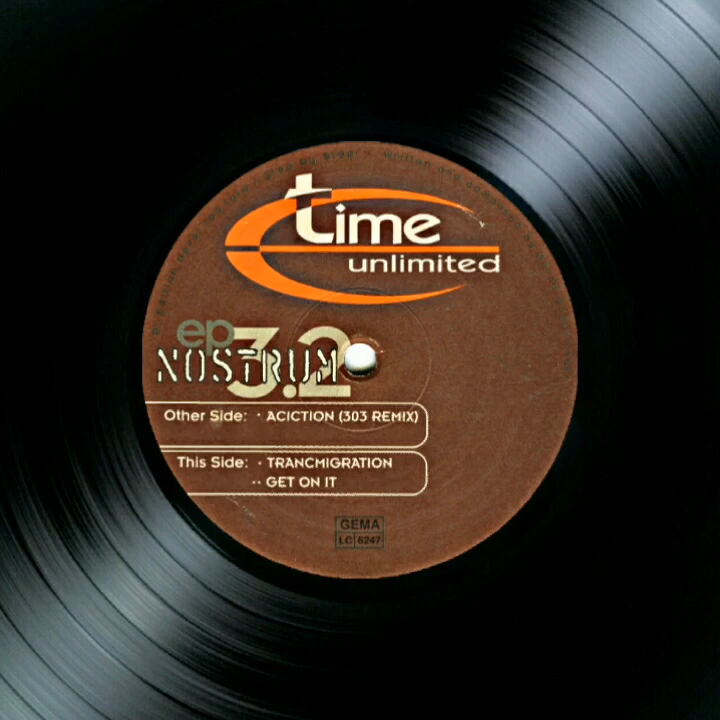 time
unlimited
ep 3.2
NOSTRUM
Other Side: · ACICTION (303 REMIX)
This Side: · TRANCMIGRATION
·· GET ON IT
GEMA
LC 6247